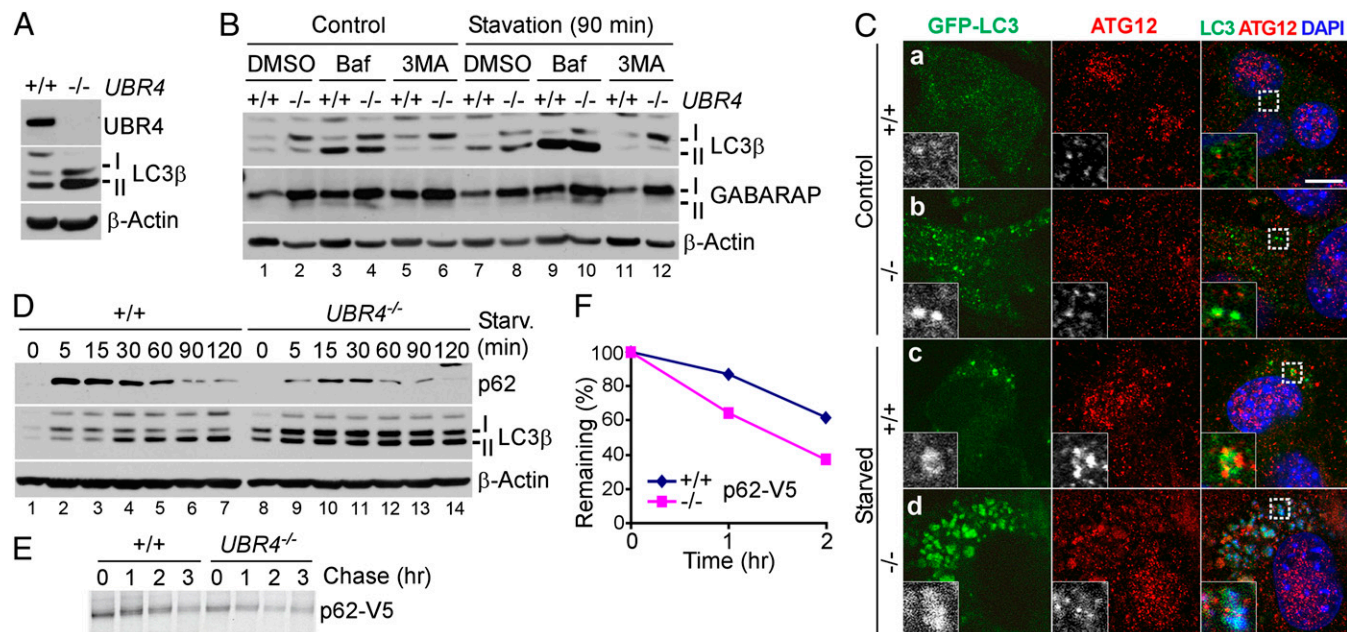 A
+/+ -/- UBR4
UBR4
I
II
LC3β
β-Actin
B
Control Stavation (90 min)
DMSO Baf 3MA DMSO Baf 3MA
+/+ -/- +/+ -/- +/+ -/- +/+ -/- +/+ -/- +/+ -/- UBR4
I
II
LC3β
I
II
GABARAP
β-Actin
1 2 3 4 5 6 7 8 9 10 11 12
C
GFP-LC3 ATG12 LC3 ATG12 DAPI
Control
+/+
a
-/-
b
Starved
+/+
c
-/-
d
D
+/+ UBR4-/- Starv.
0 5 15 30 60 90 120 0 5 15 30 60 90 120 (min)
p62
I
II
LC3β
β-Actin
1 2 3 4 5 6 7 8 9 10 11 12 13 14
E
+/+ UBR4-/-
0 1 2 3 0 1 2 3 Chase (hr)
p62-V5
F
Remaining (%)
100
80
60
40
20
0
+/+
-/-
p62-V5
0 1 2
Time (hr)